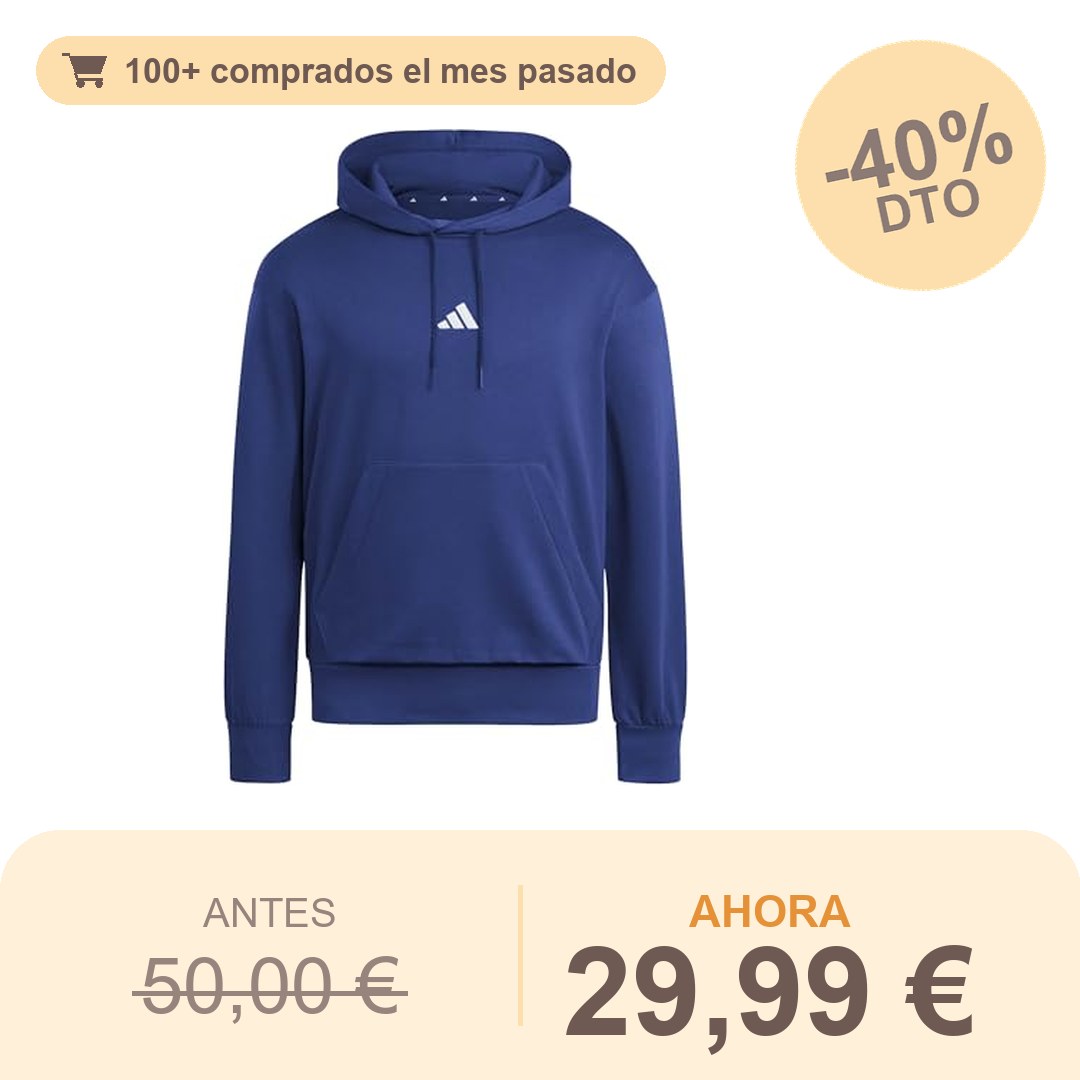 100+ comprados el mes pasado
-40%
DTO
ANTES
50,00 €
AHORA
29,99 €